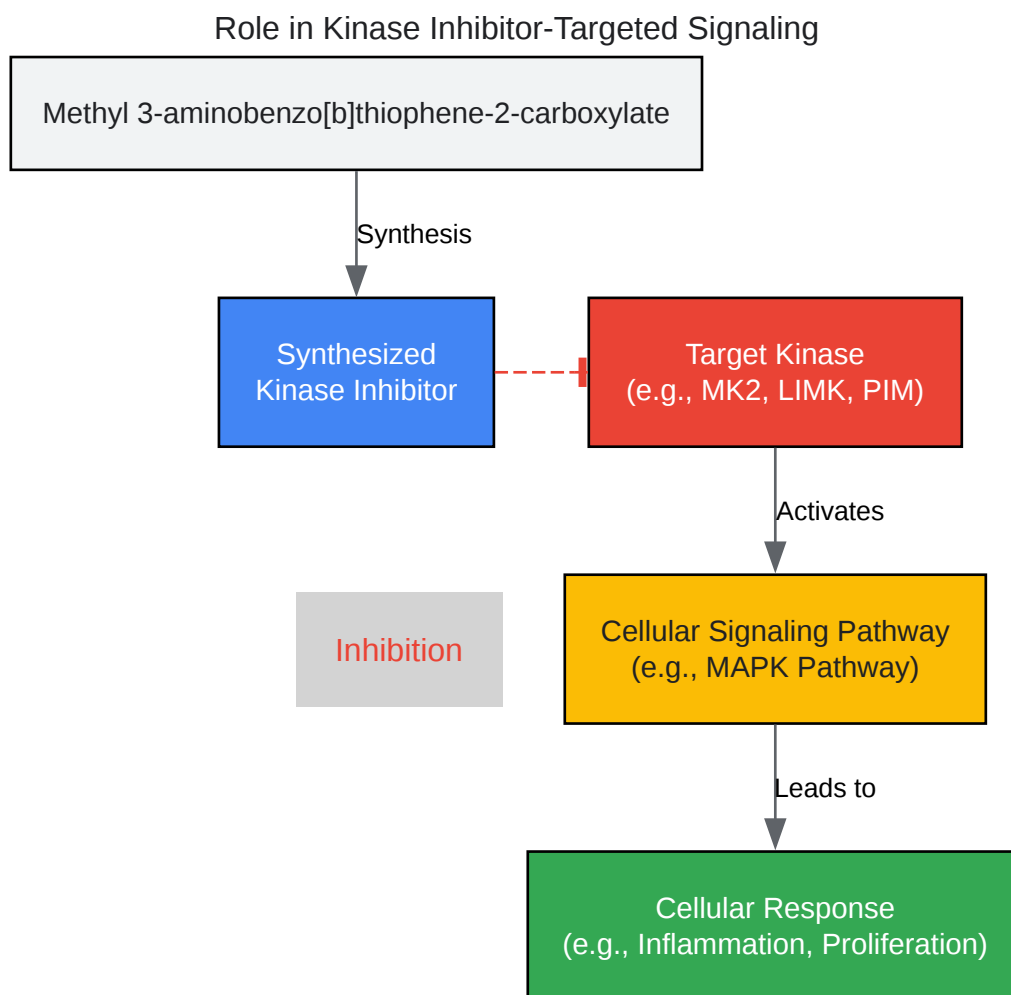 Role in Kinase Inhibitor-Targeted Signaling
Methyl 3-aminobenzo[b]thiophene-2-carboxylate
Synthesis
Synthesized
Kinase Inhibitor
Target Kinase
(e.g., MK2, LIMK, PIM)
Activates
Inhibition
Cellular Signaling Pathway
(e.g., MAPK Pathway)
Leads to
Cellular Response
(e.g., Inflammation, Proliferation)